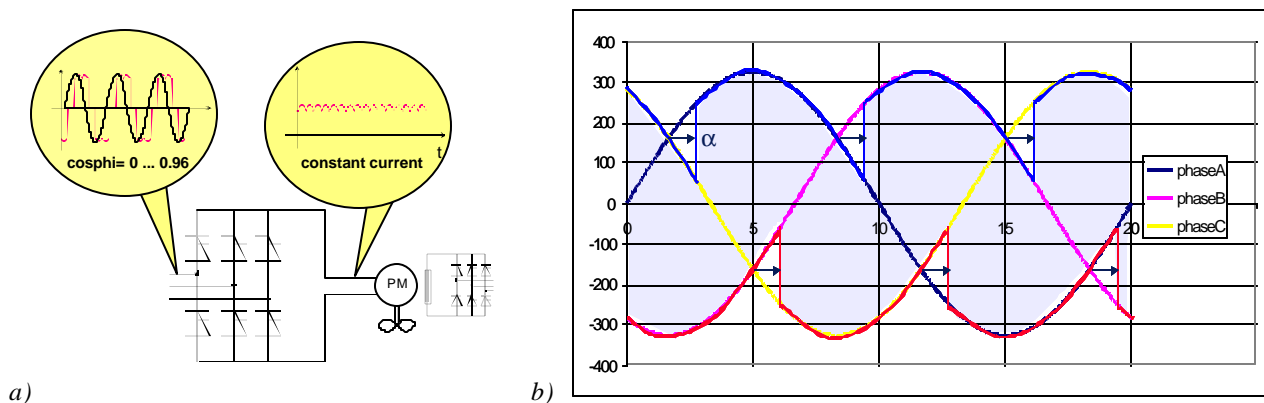 cosphi= 0 ... 0.96
constant current
t
PM
a)
b)
400
300
200
100
0
-100
-200
-300
-400
0
5
10
15
20
α
phaseA
phaseB
phaseC